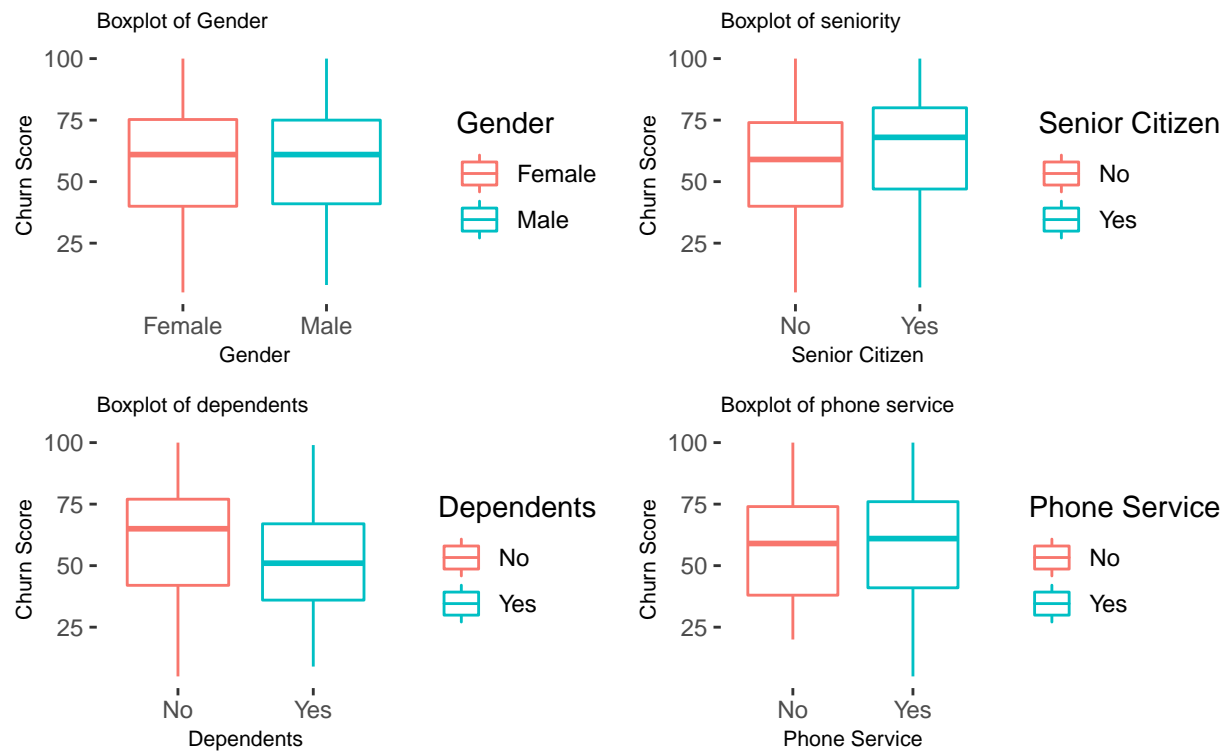 Boxplot of Gender
100
75
50
25
Churn Score
Female
Male
Gender
Gender
Female
Male
Boxplot of seniority
100
75
50
25
Churn Score
No
Yes
Senior Citizen
Senior Citizen
No
Yes
Boxplot of dependents
100
75
50
25
Churn Score
No
Yes
Dependents
Dependents
No
Yes
Boxplot of phone service
100
75
50
25
Churn Score
No
Yes
Phone Service
Phone Service
No
Yes